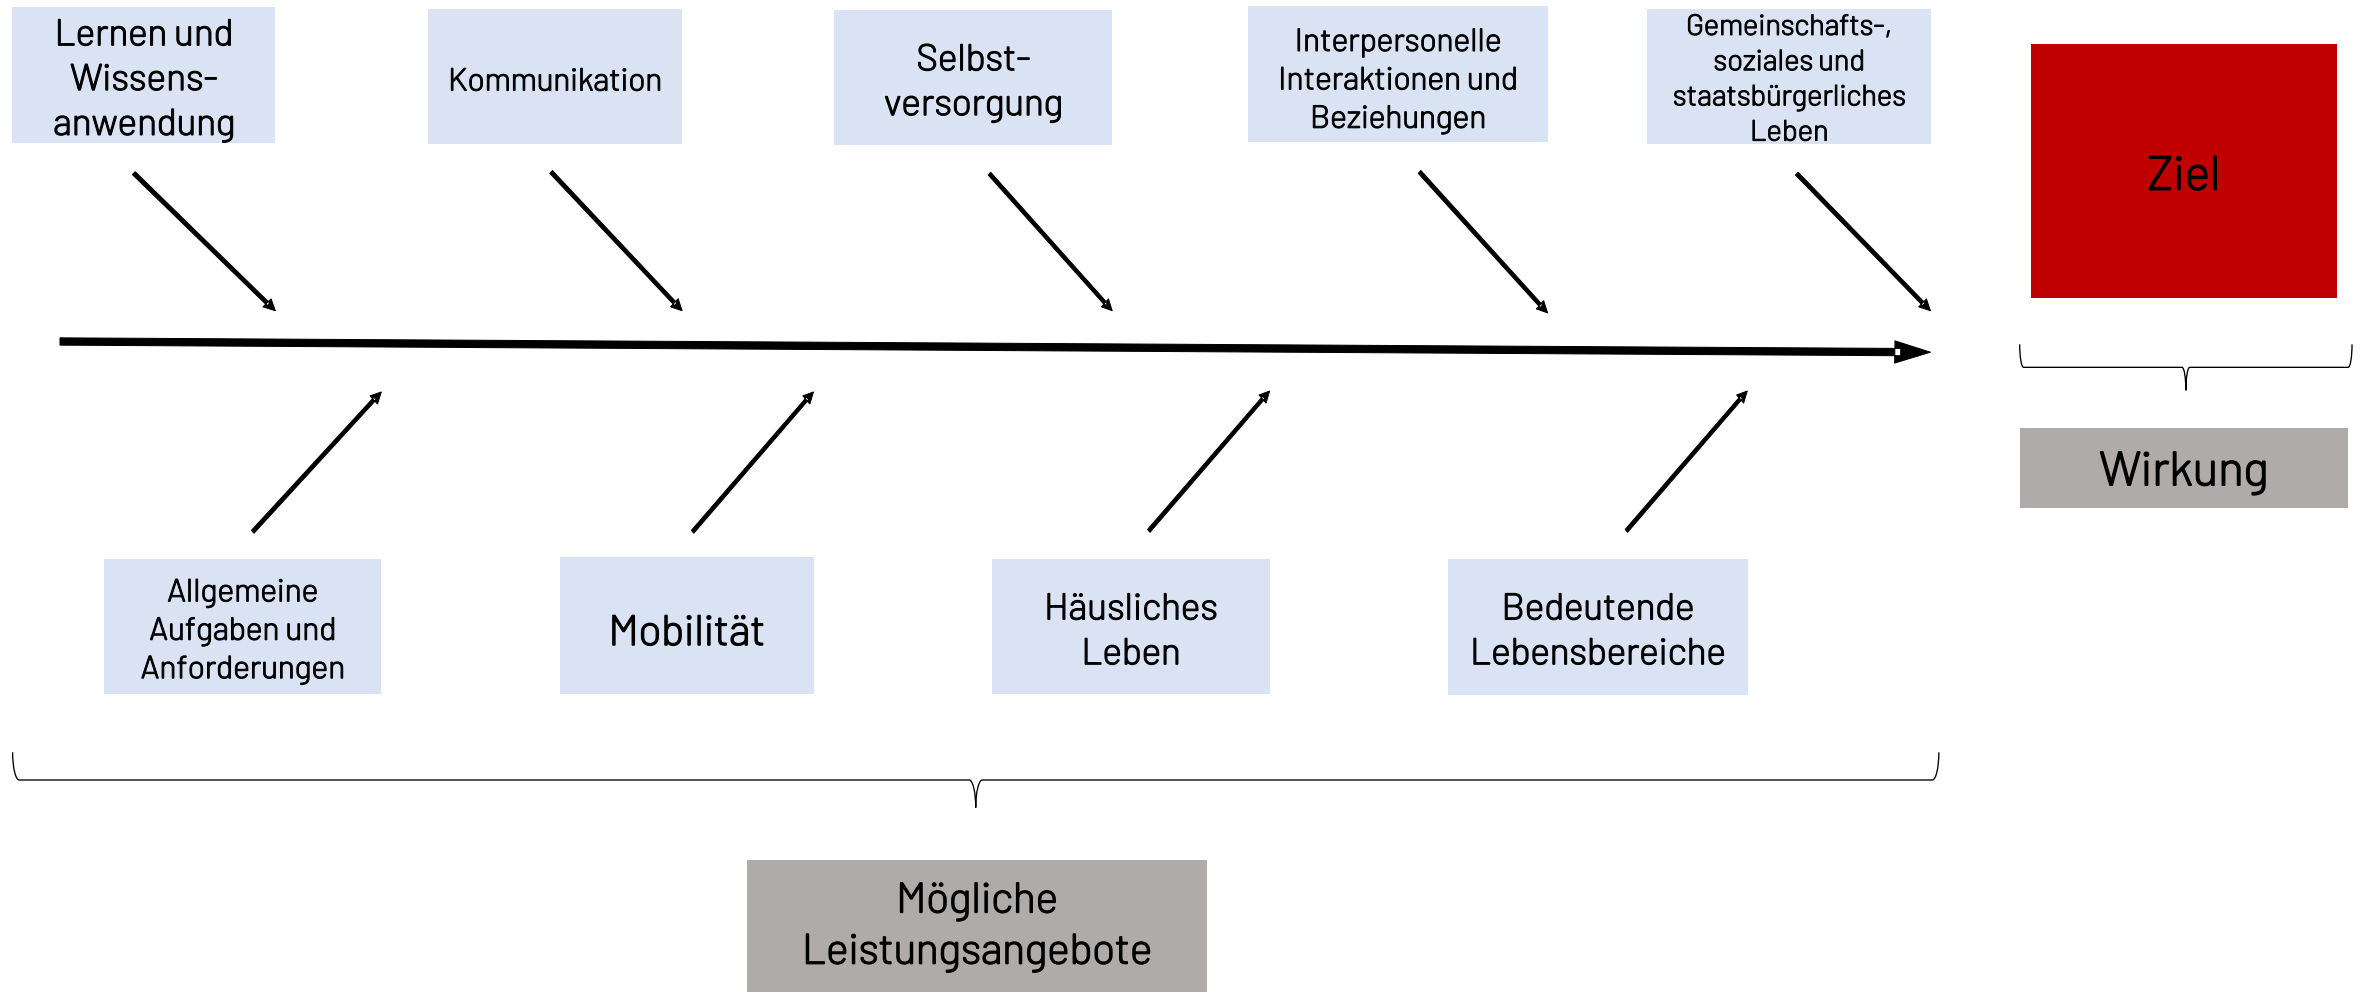 Lernen und
Wissens-
anwendung
Kommunikation
Selbst-
versorgung
Interpersonelle
Interaktionen und
Beziehungen
Gemeinschafts-,
soziales und
staatsbürgerliches
Leben
Ziel
Wirkung
Allgemeine
Aufgaben und
Anforderungen
Mobilität
Häusliches
Leben
Bedeutende
Lebensbereiche
Mögliche
Leistungsangebote